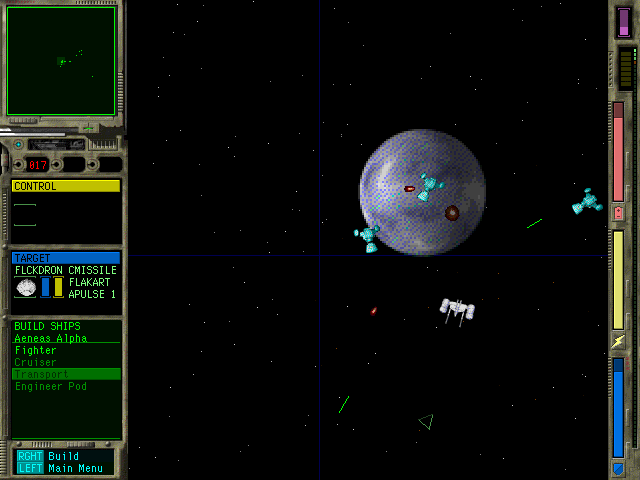 017
CONTROL
TARGET
FLCKDRON CMISSILE
FLAKART
APULSE 1
BUILD SHIPS
Aeneas Alpha
Fighter
Cruiser
Transport
Engineer Pod
RGHT Build
LEFT Main Menu